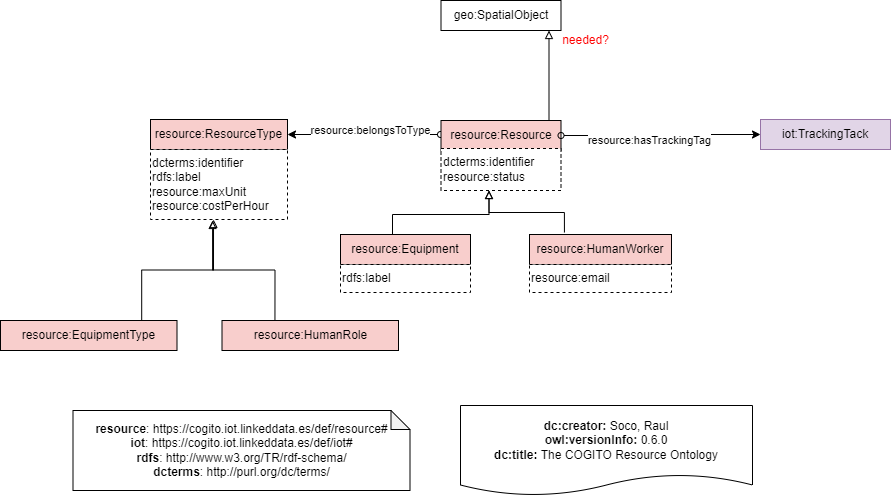 geo:SpatialObject
needed?
resource:ResourceType
resource:belongsToType
resource:Resource
resource:hasTrackingTag
iot:TrackingTack
dcterms:identifier
rdfs:label
resource:maxUnit
resource:costPerHour
dcterms:identifier
resource:status
resource:Equipment
rdfs:label
resource:HumanWorker
resource:email
resource:EquipmentType
resource:HumanRole
resource: https://cogito.iot.linkeddata.es/def/resource#
iot: https://cogito.iot.linkeddata.es/def/iot#
rdfs: http://www.w3.org/TR/rdf-schema/
dcterms: http://purl.org/dc/terms/
dc:creator: Soco, Raul
owl:versionInfo: 0.6.0
dc:title: The COGITO Resource Ontology